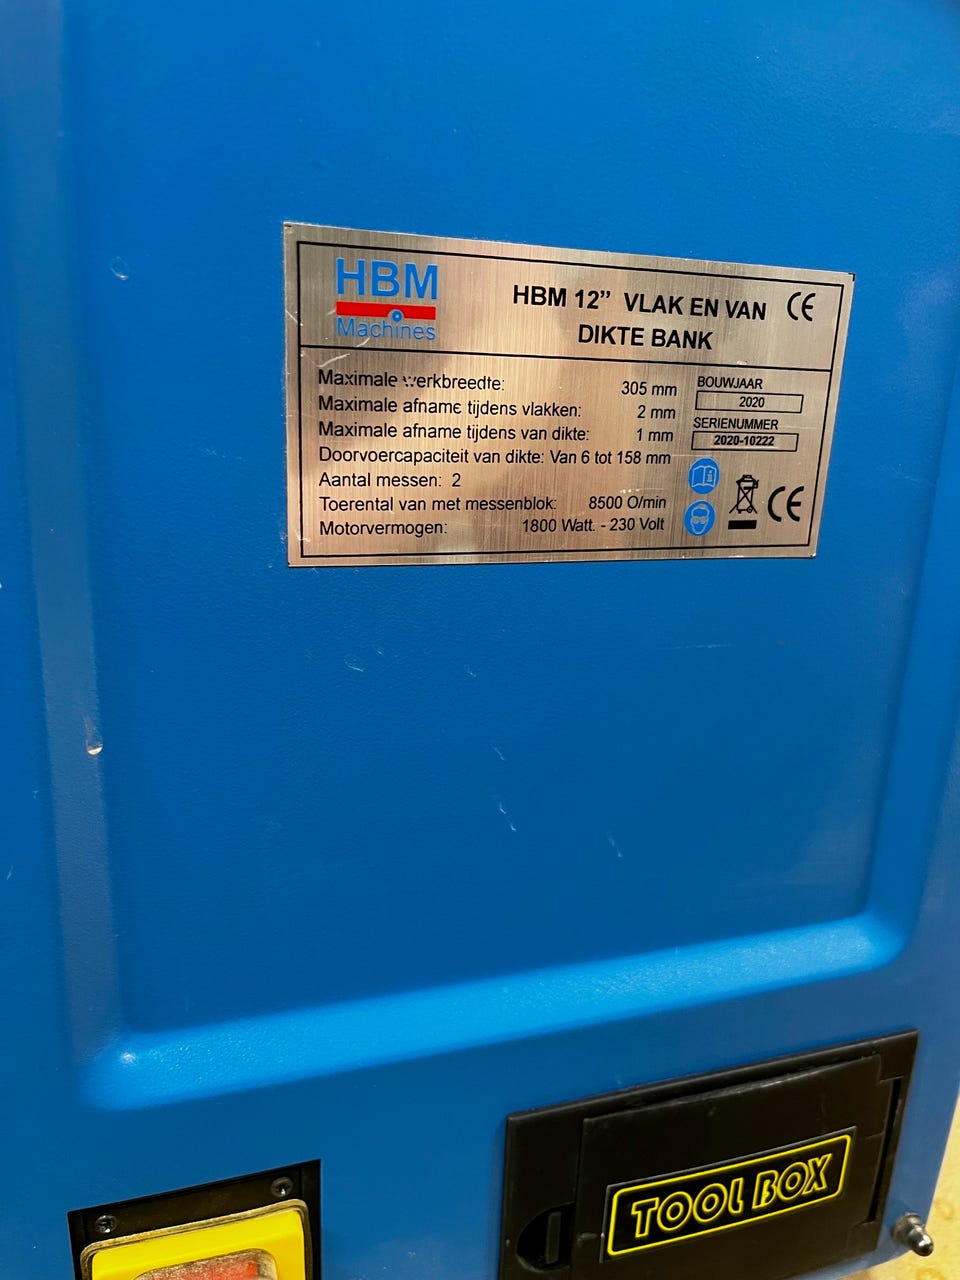 HBM
Machines
HBM 12” VLAK EN VAN
DIKTE BANK
CE
Maximale werkbreedte: 305 mm
Maximale afname tijdens vlakken: 2 mm
Maximale afname tijdens van dikte: 1 mm
Doorvoercapaciteit van dikte: Van 6 tot 158 mm
Aantal messen: 2
Toerental van met messenblok: 8500 O/min
Motorvermogen: 1800 Watt. - 230 Volt
BOUWJAAR
2020
SERIENUMMER
2020-10222
CE
TOOL BOX